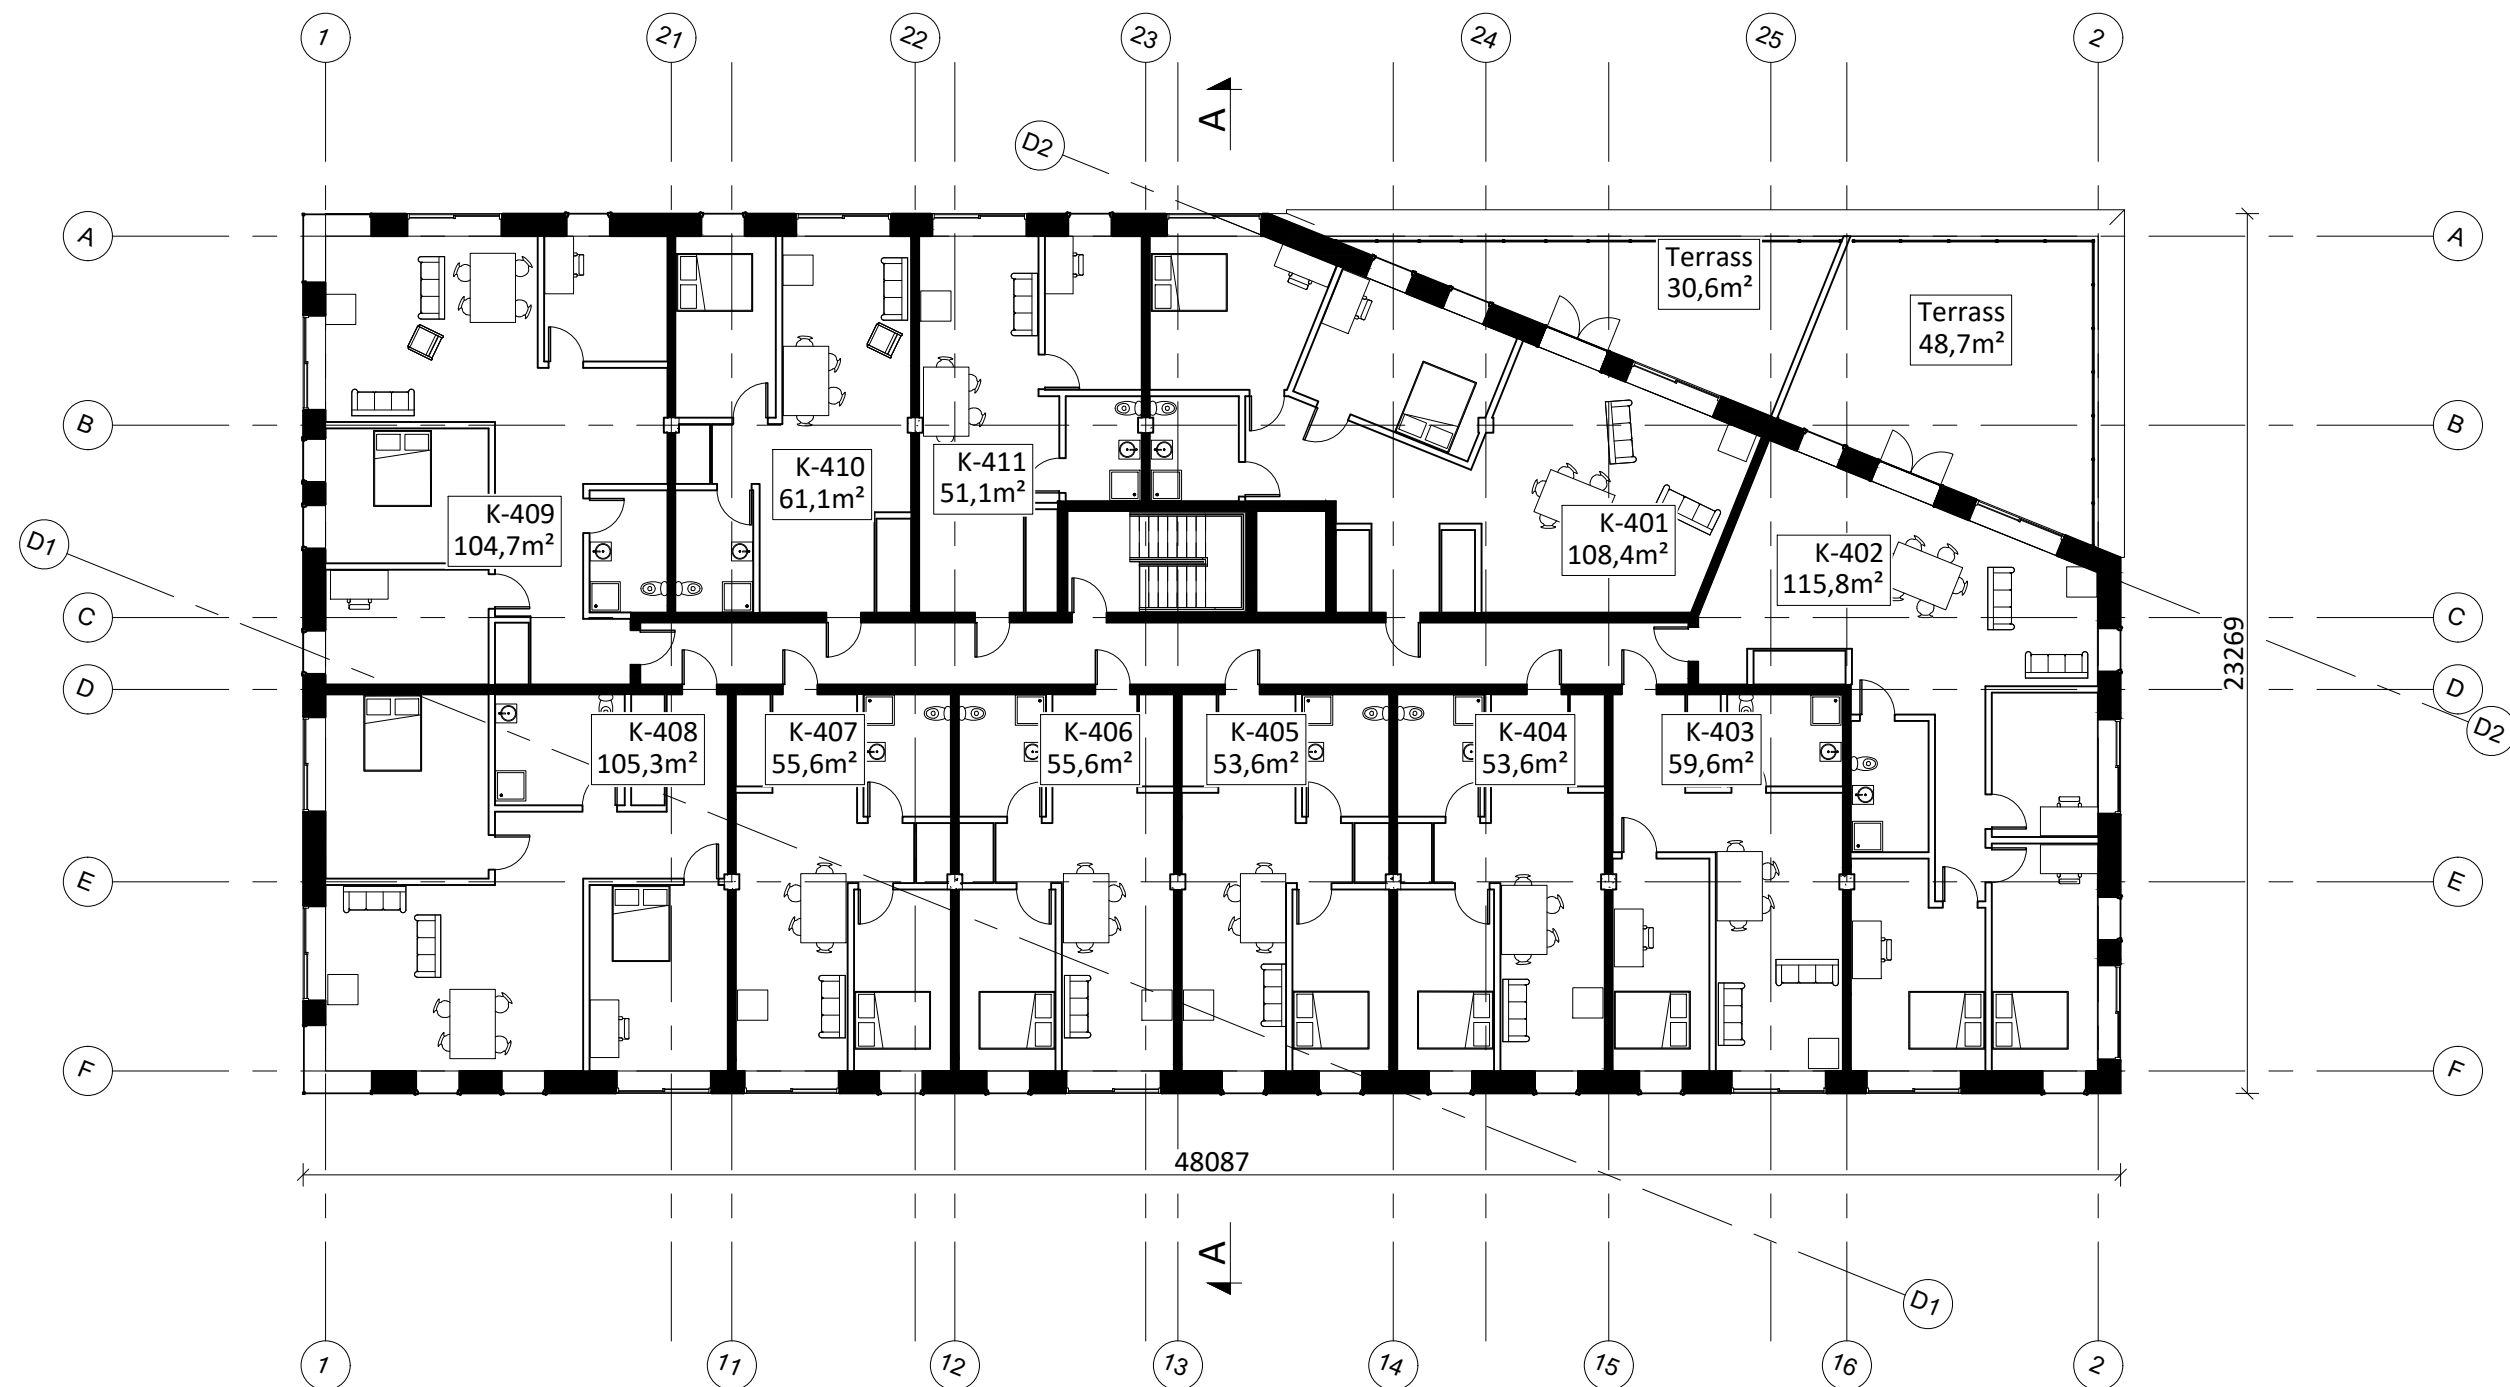 1
21
22
23
24
25
2
A
D2
A
A
Terrass
30,6m²
Terrass
48,7m²
B
B
K-409
104,7m²
K-410
61,1m²
K-411
51,1m²
K-401
108,4m²
K-402
115,8m²
D1
C
C
23269
D
D
D2
K-408
105,3m²
K-407
55,6m²
K-406
55,6m²
K-405
53,6m²
K-404
53,6m²
K-403
59,6m²
E
E
F
F
48087
A
D1
1
11
12
13
14
15
16
2